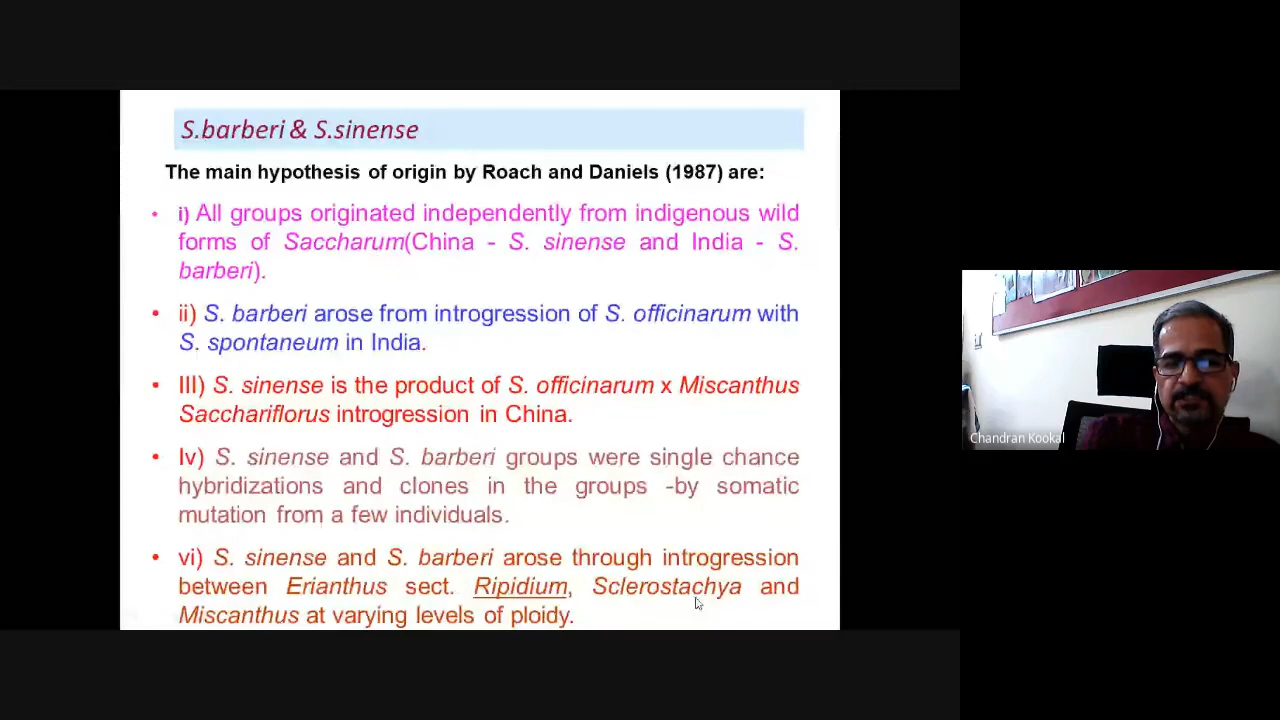 S.barberi & S.sinense
The main hypothesis of origin by Roach and Daniels (1987) are:
• i) All groups originated independently from indigenous wild
forms of Saccharum(China - S. sinense and India - S.
barberi).
• ii) S. barberi arose from introgression of S. officinarum with
S. spontaneum in India.
• III) S. sinense is the product of S. officinarum x Miscanthus
Sacchariflorus introgression in China.
• Iv) S. sinense and S. barberi groups were single chance
hybridizations and clones in the groups -by somatic
mutation from a few individuals.
• vi) S. sinense and S. barberi arose through introgression
between Erianthus sect. Ripidium, Sclerostachya and
Miscanthus at varying levels of ploidy.
Chandran Kookal